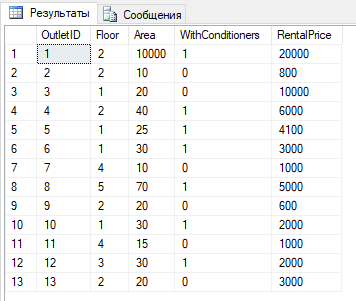 Результаты Сообщения
OutletID Floor Area WithConditioners RentalPrice
1 1 2 10000 1 20000
2 2 2 10 0 800
3 3 1 20 0 10000
4 4 2 40 1 6000
5 5 1 25 1 4100
6 6 1 30 1 3000
7 7 4 10 0 1000
8 8 5 70 1 5000
9 9 2 20 0 600
10 10 1 30 1 2000
11 11 4 15 0 1000
12 12 3 30 1 2000
13 13 2 20 0 3000